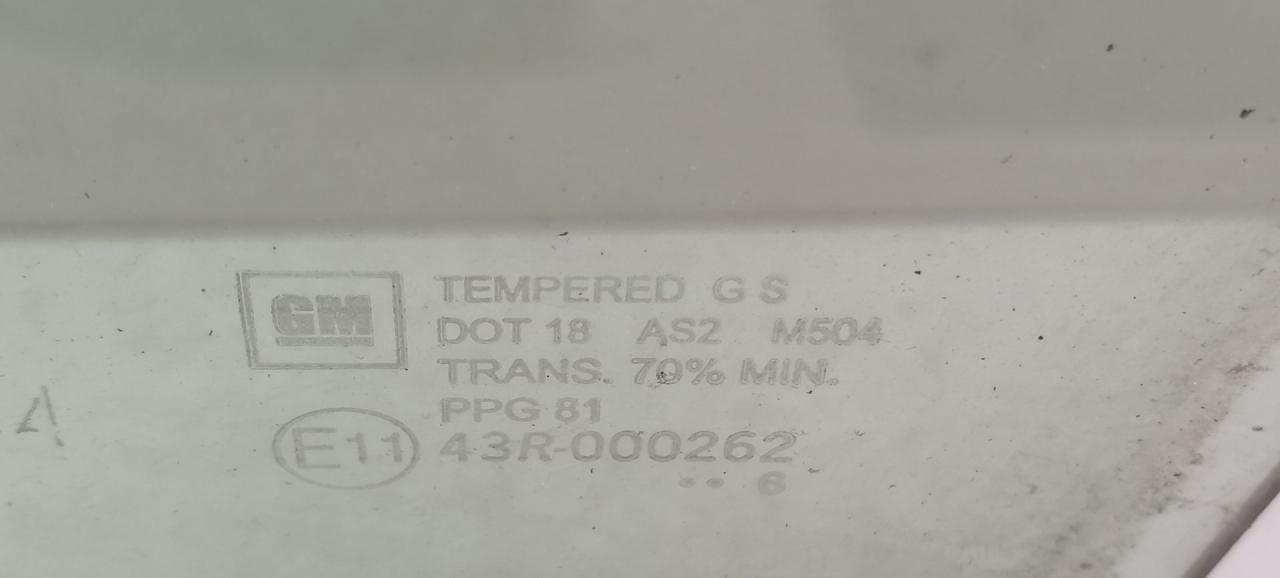 GM
TEMPERED G S
DOT 18 AS2 M504
TRANS. 70% MIN.
PPG 81
E11 43R-000262
•• 6
A